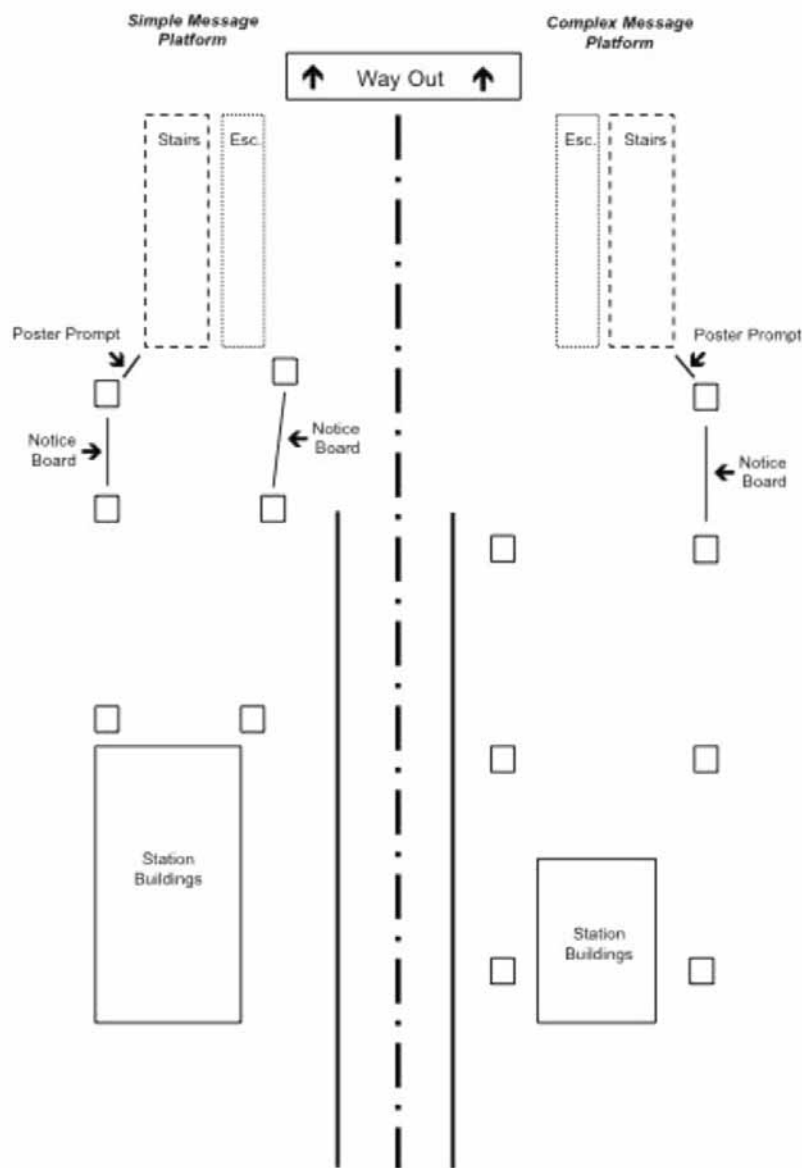 Simple Message
Platform
Complex Message
Platform
Way Out
Stairs
Esc.
Esc.
Stairs
Poster Prompt
Poster Prompt
Notice
Board
Notice
Board
Notice
Board
Station
Buildings
Station
Buildings